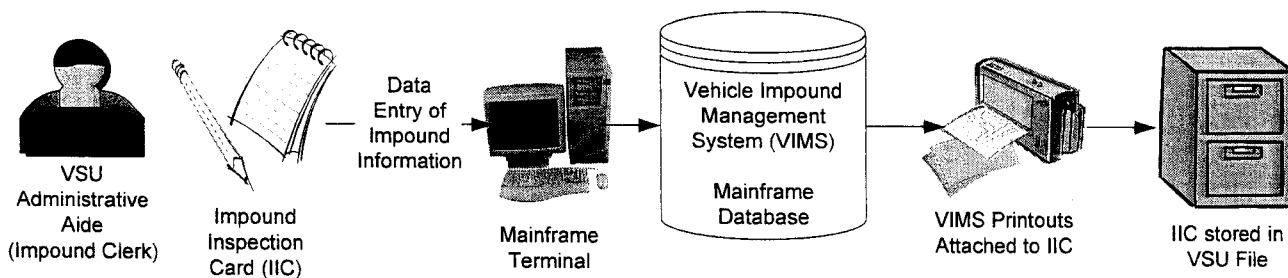 VSU
Administrative
Aide
(Impound Clerk)
Impound
Inspection
Card (IIC)
Data
Entry of
Impound
Information
Mainframe
Terminal
Vehicle Impound
Management
System (VIMS)
Mainframe
Database
VIMS Printouts
Attached to IIC
IIC stored in
VSU File